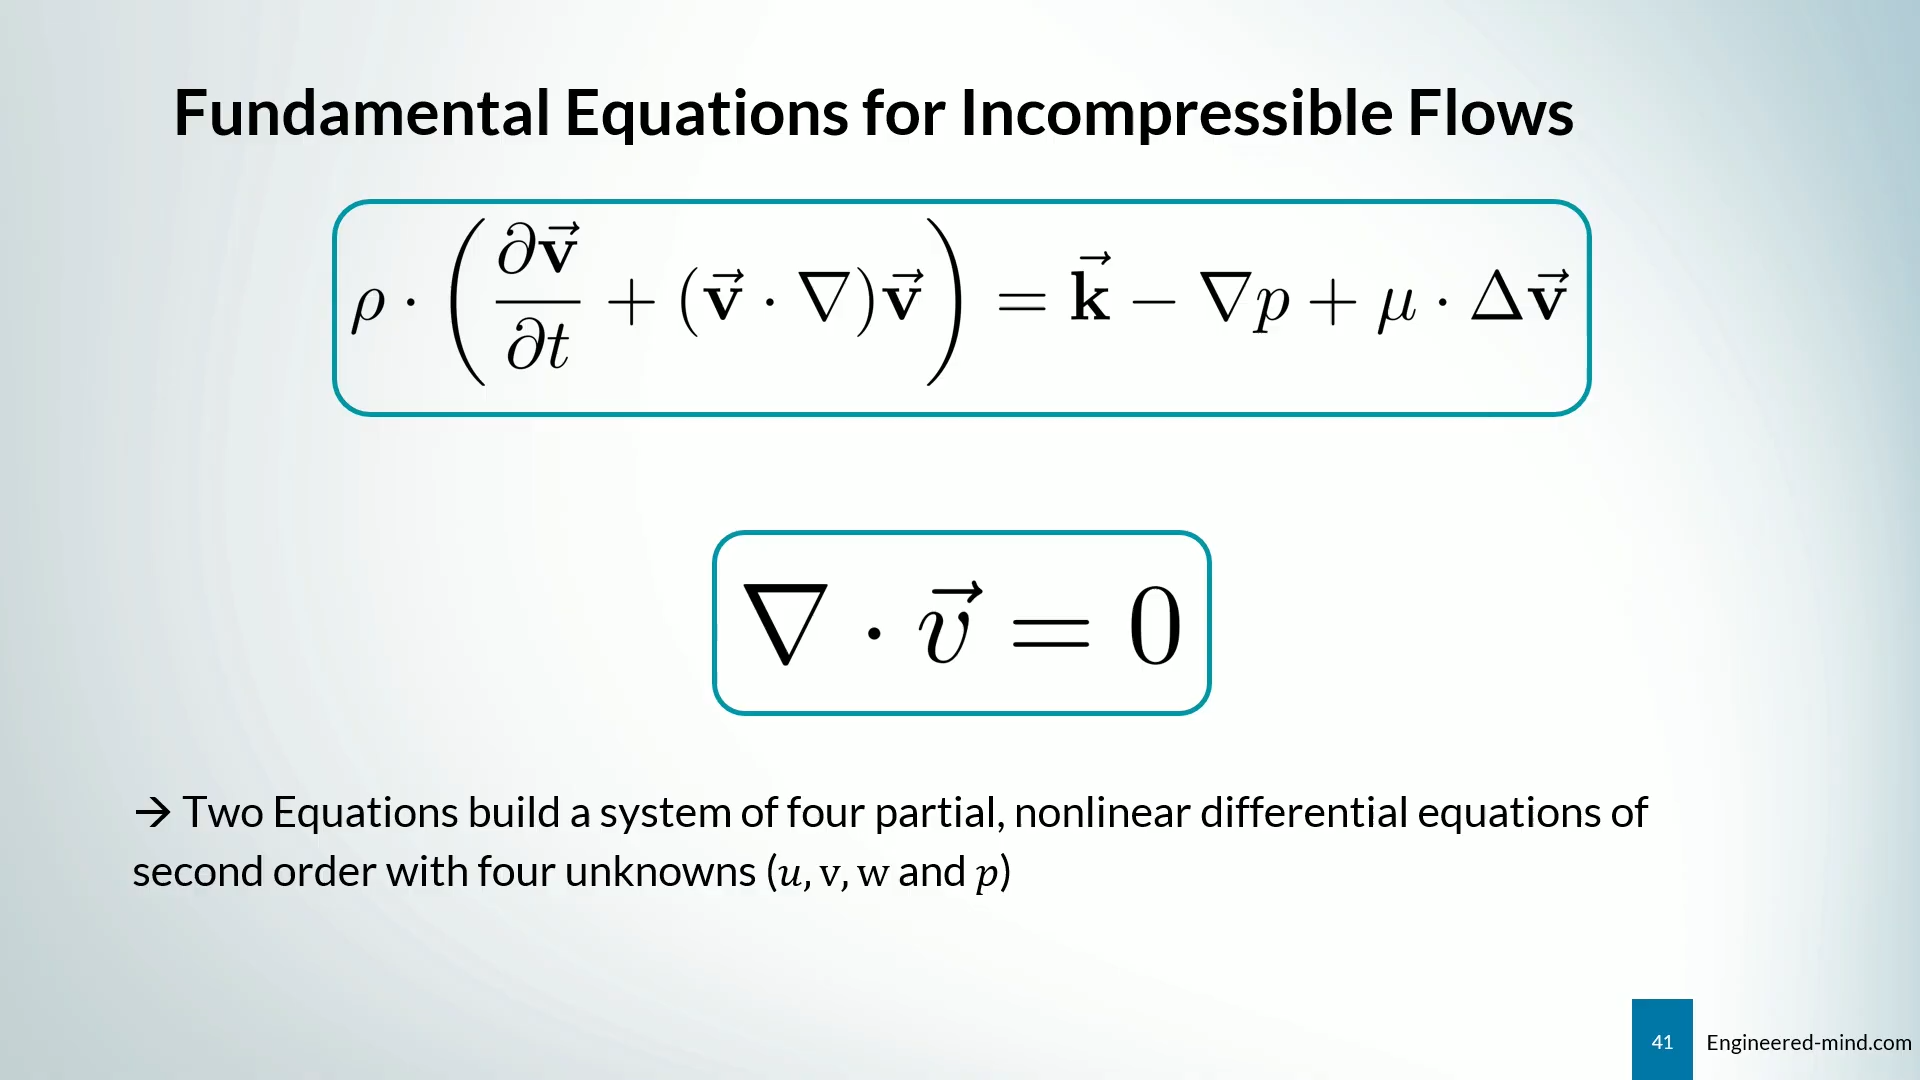 Fundamental Equations for Incompressible Flows
ρ · ( ∂v⃗/∂t + (v⃗ · ∇)v⃗ ) = k⃗ − ∇p + μ · Δv⃗
∇ · v⃗ = 0
→ Two Equations build a system of four partial, nonlinear differential equations of
second order with four unknowns (u, v, w and p)
41
Engineered-mind.com